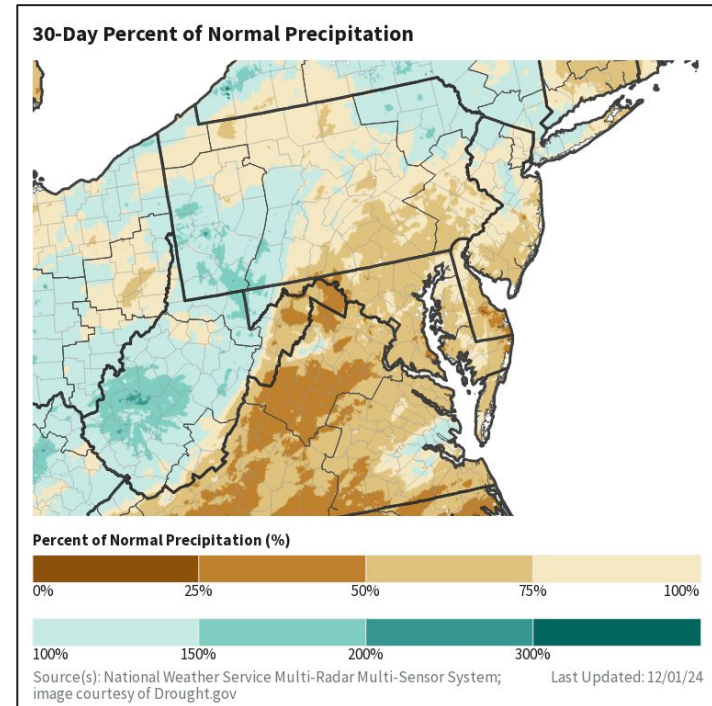 30-Day Percent of Normal Precipitation
Percent of Normal Precipitation (%)
0% 25% 50% 75% 100%
100% 150% 200% 300%
Source(s): National Weather Service Multi-Radar Multi-Sensor System; Last Updated: 12/01/24
image courtesy of Drought.gov